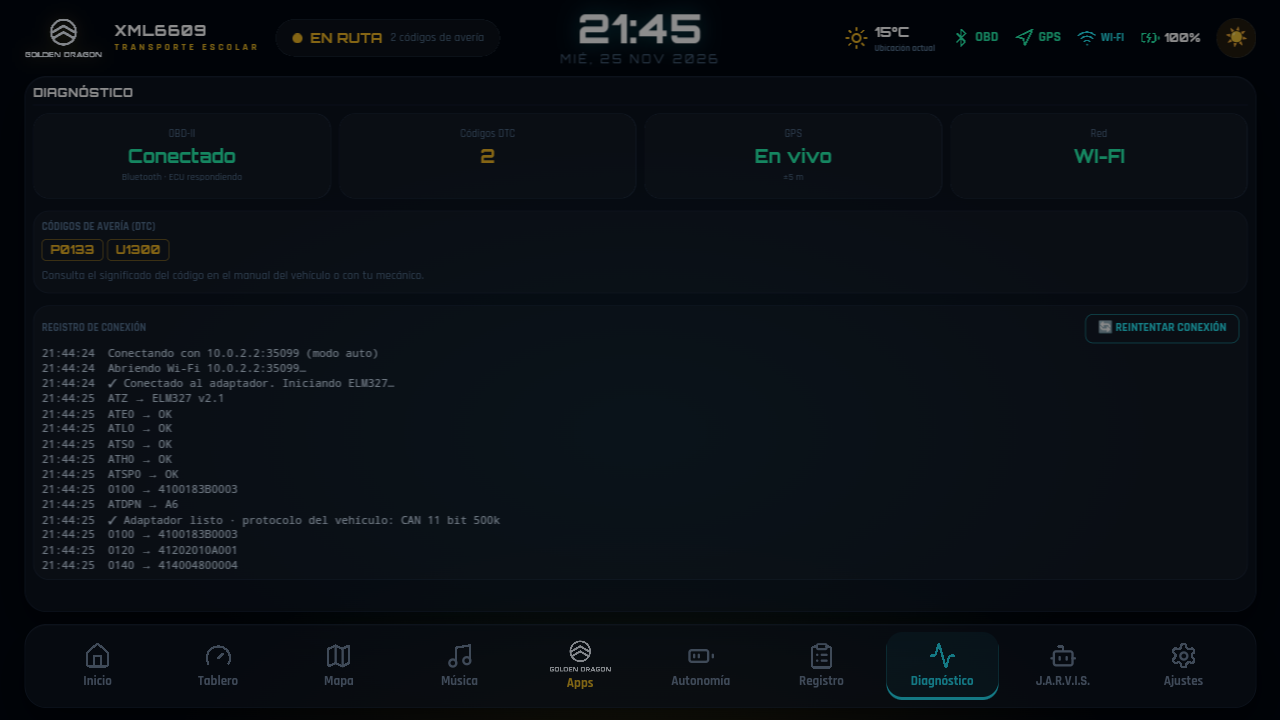 GOLDEN DRAGON
XML6609
TRANSPORTE ESCOLAR
EN RUTA 2 códigos de avería
21:45
MIÉ, 25 NOV 2026
15°C
Ubicación actual
OBD
GPS
WI-FI
100%
DIAGNÓSTICO
OBD-II
Conectado
Bluetooth · ECU respondiendo
Códigos DTC
2
GPS
En vivo
±5 m
Red
WI-FI
CÓDIGOS DE AVERÍA (DTC)
P0133 U1300
Consulta el significado del código en el manual del vehículo o con tu mecánico.
REGISTRO DE CONEXIÓN
REINTENTAR CONEXIÓN
21:44:24 Conectando con 10.0.2.2:35099 (modo auto)
21:44:24 Abriendo Wi-Fi 10.0.2.2:35099…
21:44:24 ✓ Conectado al adaptador. Iniciando ELM327…
21:44:25 ATZ → ELM327 v2.1
21:44:25 ATE0 → OK
21:44:25 ATL0 → OK
21:44:25 ATS0 → OK
21:44:25 ATH0 → OK
21:44:25 ATSP0 → OK
21:44:25 0100 → 4100183B0003
21:44:25 ATDPN → A6
21:44:25 ✓ Adaptador listo · protocolo del vehículo: CAN 11 bit 500k
21:44:25 0100 → 4100183B0003
21:44:25 0120 → 41202010A001
21:44:25 0140 → 414004800004
Inicio
Tablero
Mapa
Música
GOLDEN DRAGON
Apps
Autonomía
Registro
Diagnóstico
J.A.R.V.I.S.
Ajustes